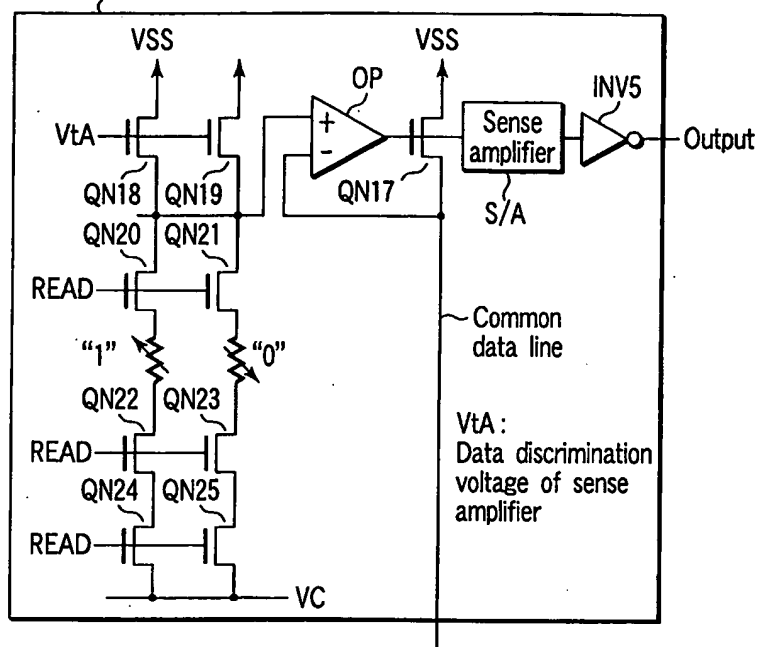 VSS
VSS
OP
INV5
VtA
+
-
Sense
amplifier
Output
QN18
QN19
QN17
S/A
QN20
QN21
READ
Common
data line
"1"
"0"
QN22
QN23
VtA :
Data discrimination
voltage of sense
amplifier
READ
QN24
QN25
READ
VC